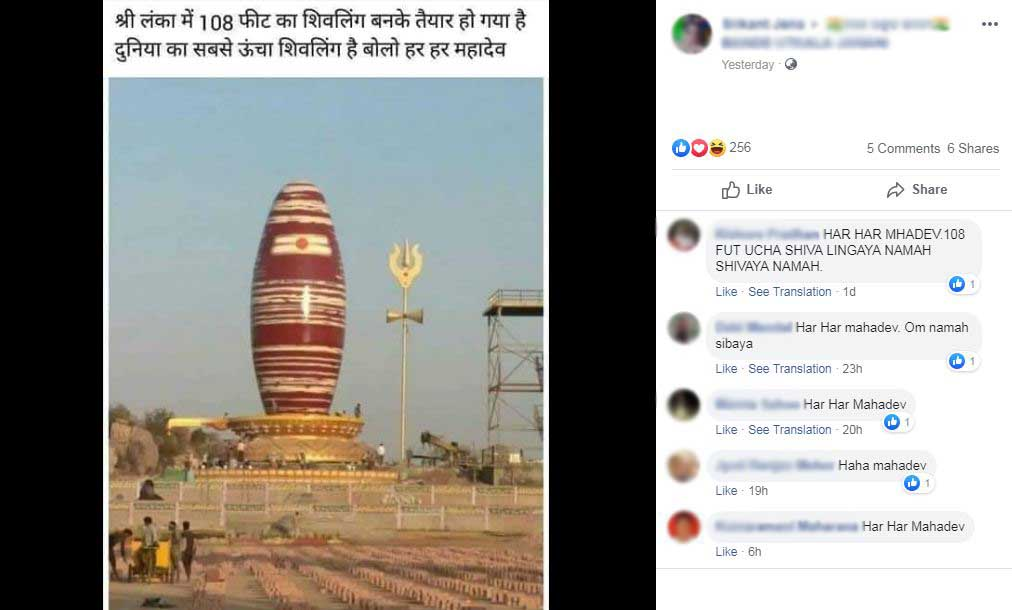 श्री लंका में 108 फीट का शिवलिंग बनके तैयार हो गया है
दुनिया का सबसे ऊंचा शिवलिंग है बोलो हर हर महादेव
Yesterday ·
256
5 Comments 6 Shares
Like Share
HAR HAR MHADEV.108
FUT UCHA SHIVA LINGAYA NAMAH
SHIVAYA NAMAH.
1
Like · See Translation · 1d
Har Har mahadev. Om namah
sibaya
1
Like · See Translation · 23h
Har Har Mahadev
1
Like · See Translation · 20h
Haha mahadev
1
Like · 19h
Har Har Mahadev
Like · 6h